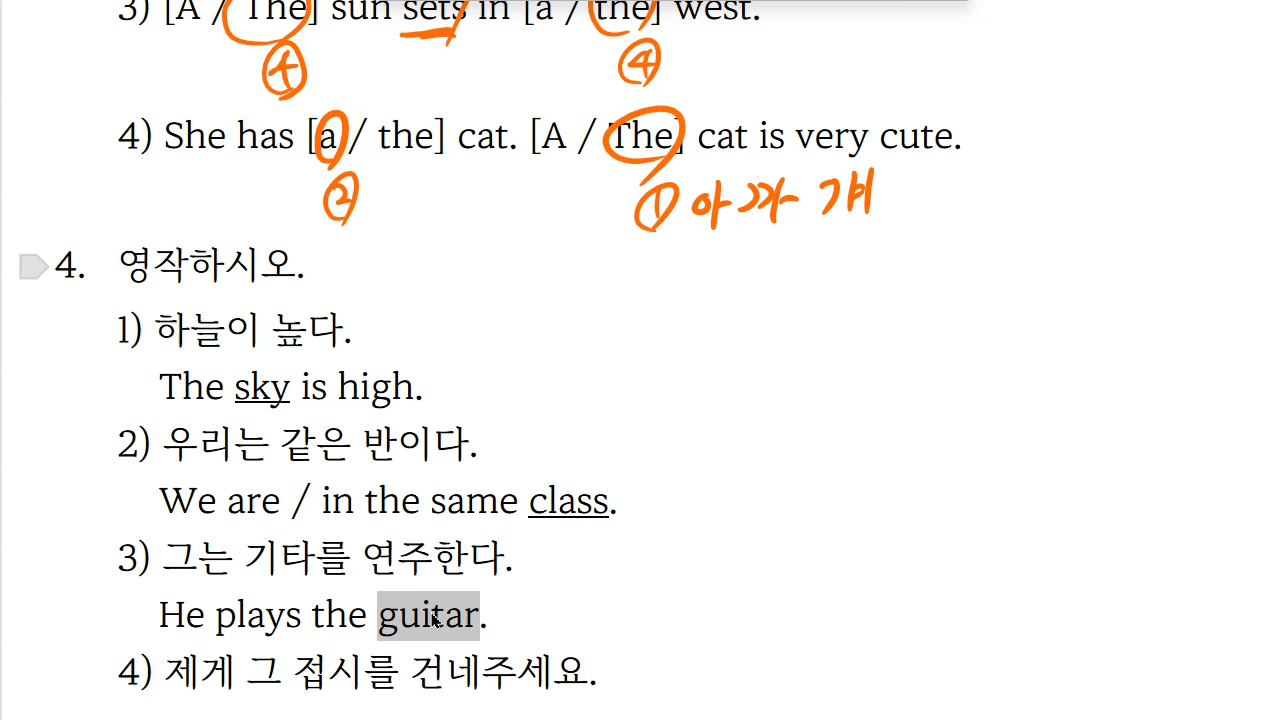 3) [A / The] sun sets in [a / the] west.
④ ④
4) She has [a / the] cat. [A / The] cat is very cute.
② ① 아까 걔
4. 영작하시오.
1) 하늘이 높다.
The sky is high.
2) 우리는 같은 반이다.
We are / in the same class.
3) 그는 기타를 연주한다.
He plays the guitar.
4) 제게 그 접시를 건네주세요.